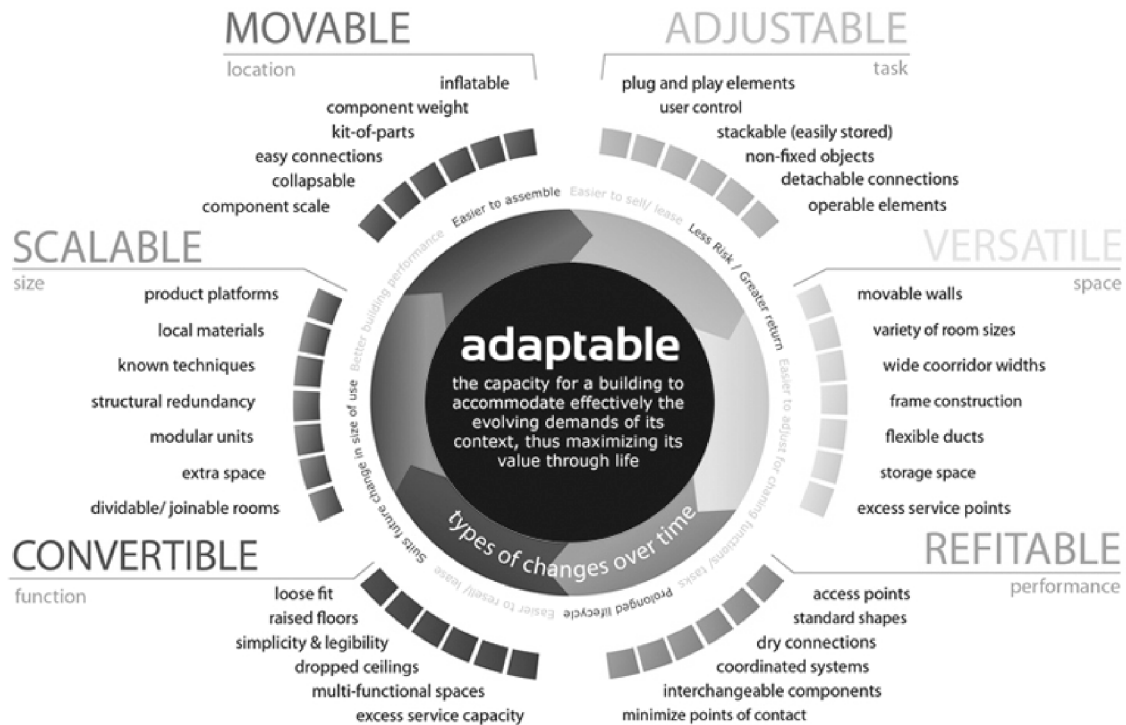 MOVABLE
location
inflatable
component weight
kit-of-parts
easy connections
collapsable
component scale
ADJUSTABLE
task
plug and play elements
user control
stackable (easily stored)
non-fixed objects
detachable connections
operable elements
SCALABLE
size
product platforms
local materials
known techniques
structural redundancy
modular units
extra space
dividable/ joinable rooms
VERSATILE
space
movable walls
variety of room sizes
wide coorridor widths
frame construction
flexible ducts
storage space
excess service points
CONVERTIBLE
function
loose fit
raised floors
simplicity & legibility
dropped ceilings
multi-functional spaces
excess service capacity
REFITABLE
performance
access points
standard shapes
dry connections
coordinated systems
interchangeable components
minimize points of contact
Easier to assemble
Easier to sell/ lease
Less Risk / Greater return
Easier to adjust for chaning functions/ tasks
Prolonged lifecycle
Easier to resell/ lease
Suits future change in size of use
Better building performance
adaptable
the capacity for a building to
accommodate effectively the
evolving demands of its
context, thus maximizing its
value through life
types of changes over time